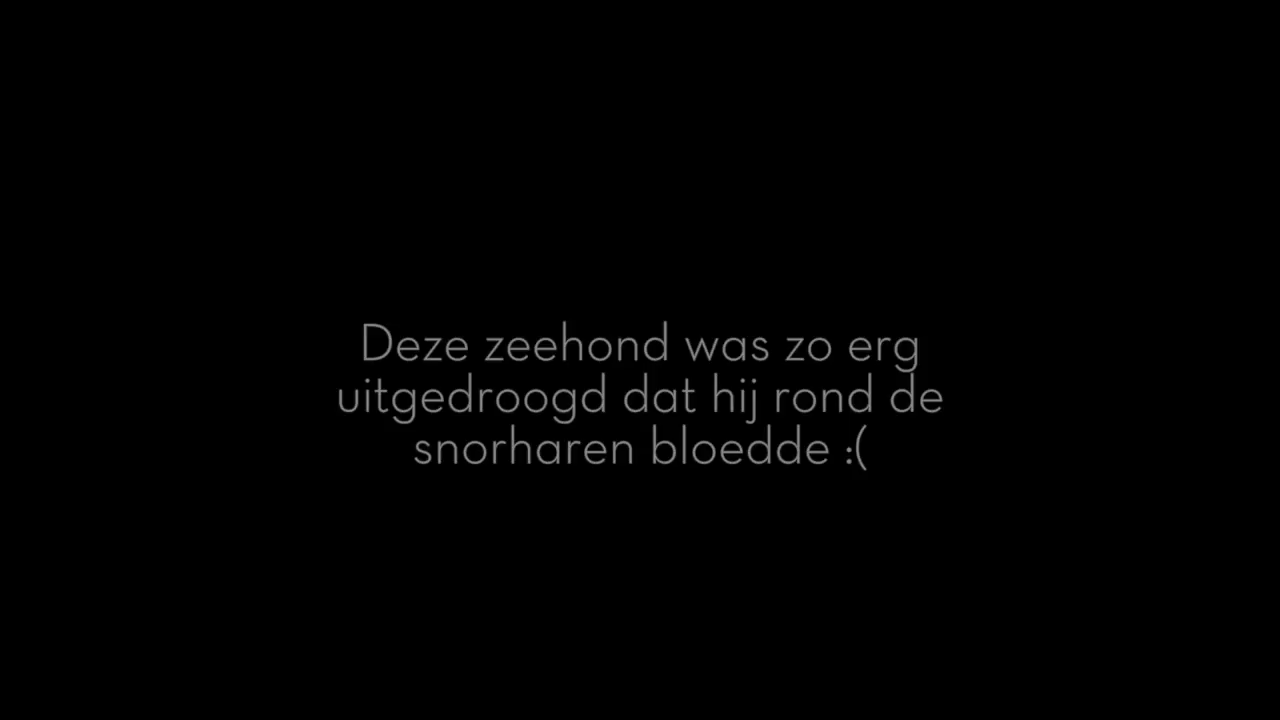 Deze zeehond was zo erg
uitgedroogd dat hij rond de
snorharen bloedde :(